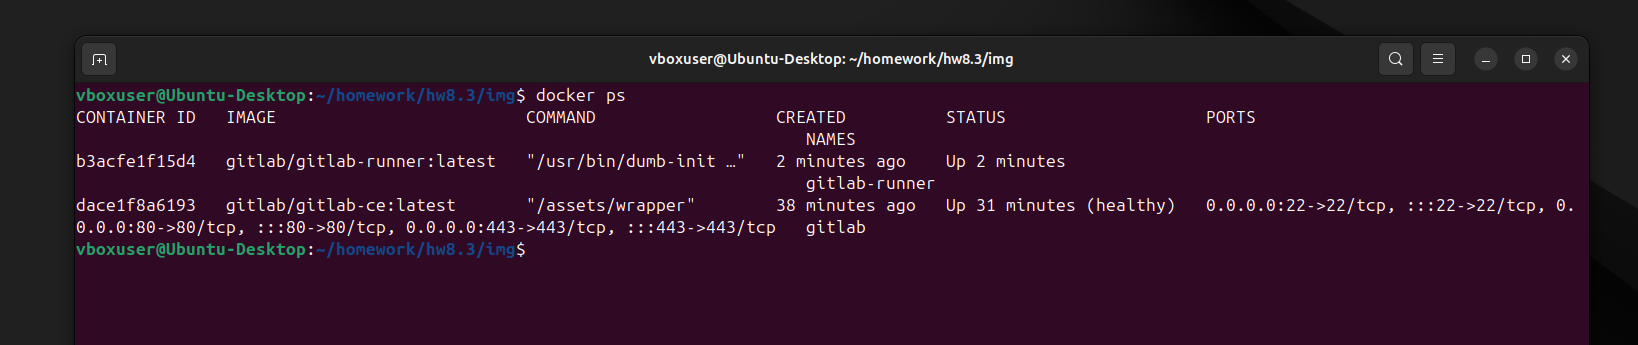 vboxuser@Ubuntu-Desktop: ~/homework/hw8.3/img
vboxuser@Ubuntu-Desktop:~/homework/hw8.3/img$ docker ps
CONTAINER ID   IMAGE                         COMMAND                  CREATED          STATUS                    PORTS
                                                                         NAMES
b3acfe1f15d4   gitlab/gitlab-runner:latest   "/usr/bin/dumb-init …"   2 minutes ago    Up 2 minutes
                                                                         gitlab-runner
dace1f8a6193   gitlab/gitlab-ce:latest       "/assets/wrapper"        38 minutes ago   Up 31 minutes (healthy)   0.0.0.0:22->22/tcp, :::22->22/tcp, 0.
0.0.0:80->80/tcp, :::80->80/tcp, 0.0.0.0:443->443/tcp, :::443->443/tcp   gitlab
vboxuser@Ubuntu-Desktop:~/homework/hw8.3/img$